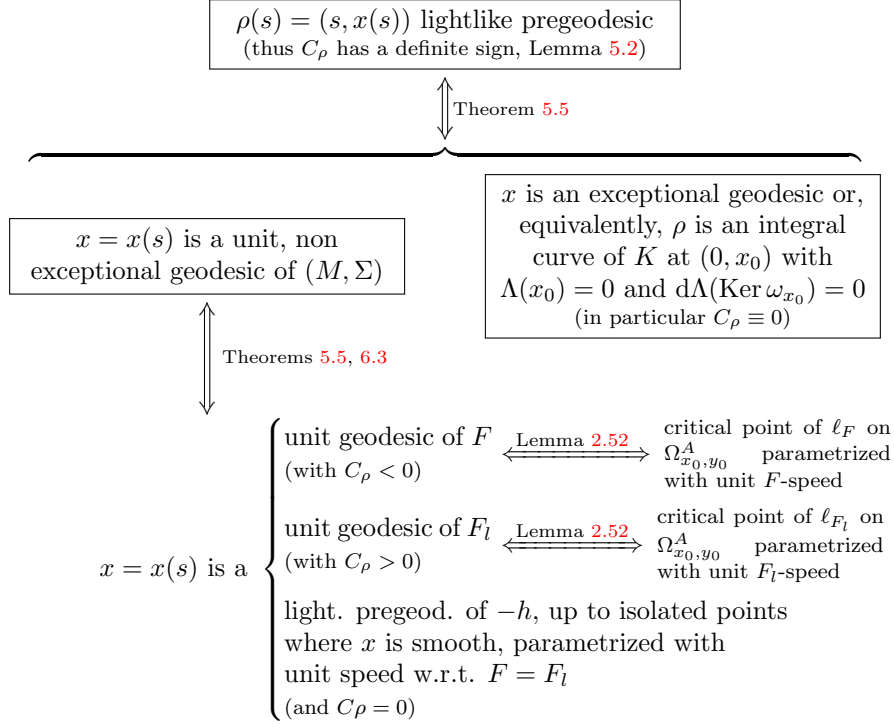 ρ(s) = (s, x(s)) lightlike pregeodesic
(thus C_ρ has a definite sign, Lemma 5.2)
Theorem 5.5
x is an exceptional geodesic or,
equivalently, ρ is an integral
curve of K at (0, x_0) with
Λ(x_0) = 0 and dΛ(Ker ω_{x_0}) = 0
(in particular C_ρ ≡ 0)
x = x(s) is a unit, non
exceptional geodesic of (M, Σ)
Theorems 5.5, 6.3
x = x(s) is a
unit geodesic of F
(with C_ρ < 0)
Lemma 2.52
critical point of ℓ_F on
Ω^A_{x_0,y_0} parametrized
with unit F-speed
unit geodesic of F_l
(with C_ρ > 0)
Lemma 2.52
critical point of ℓ_{F_l} on
Ω^A_{x_0,y_0} parametrized
with unit F_l-speed
light. pregeod. of −h, up to isolated points
where x is smooth, parametrized with
unit speed w.r.t. F = F_l
(and Cρ = 0)